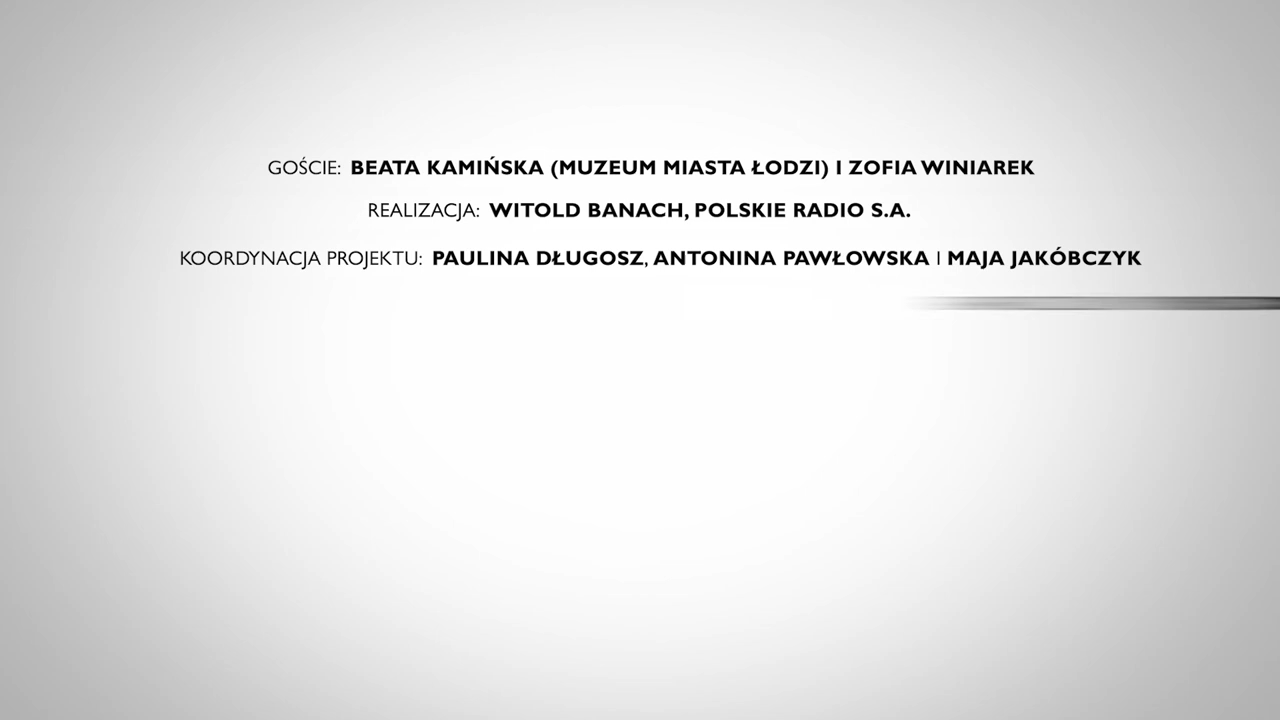 GOŚCIE: BEATA KAMIŃSKA (MUZEUM MIASTA ŁODZI) I ZOFIA WINIAREK
REALIZACJA: WITOLD BANACH, POLSKIE RADIO S.A.
KOORDYNACJA PROJEKTU: PAULINA DŁUGOSZ, ANTONINA PAWŁOWSKA I MAJA JAKÓBCZYK